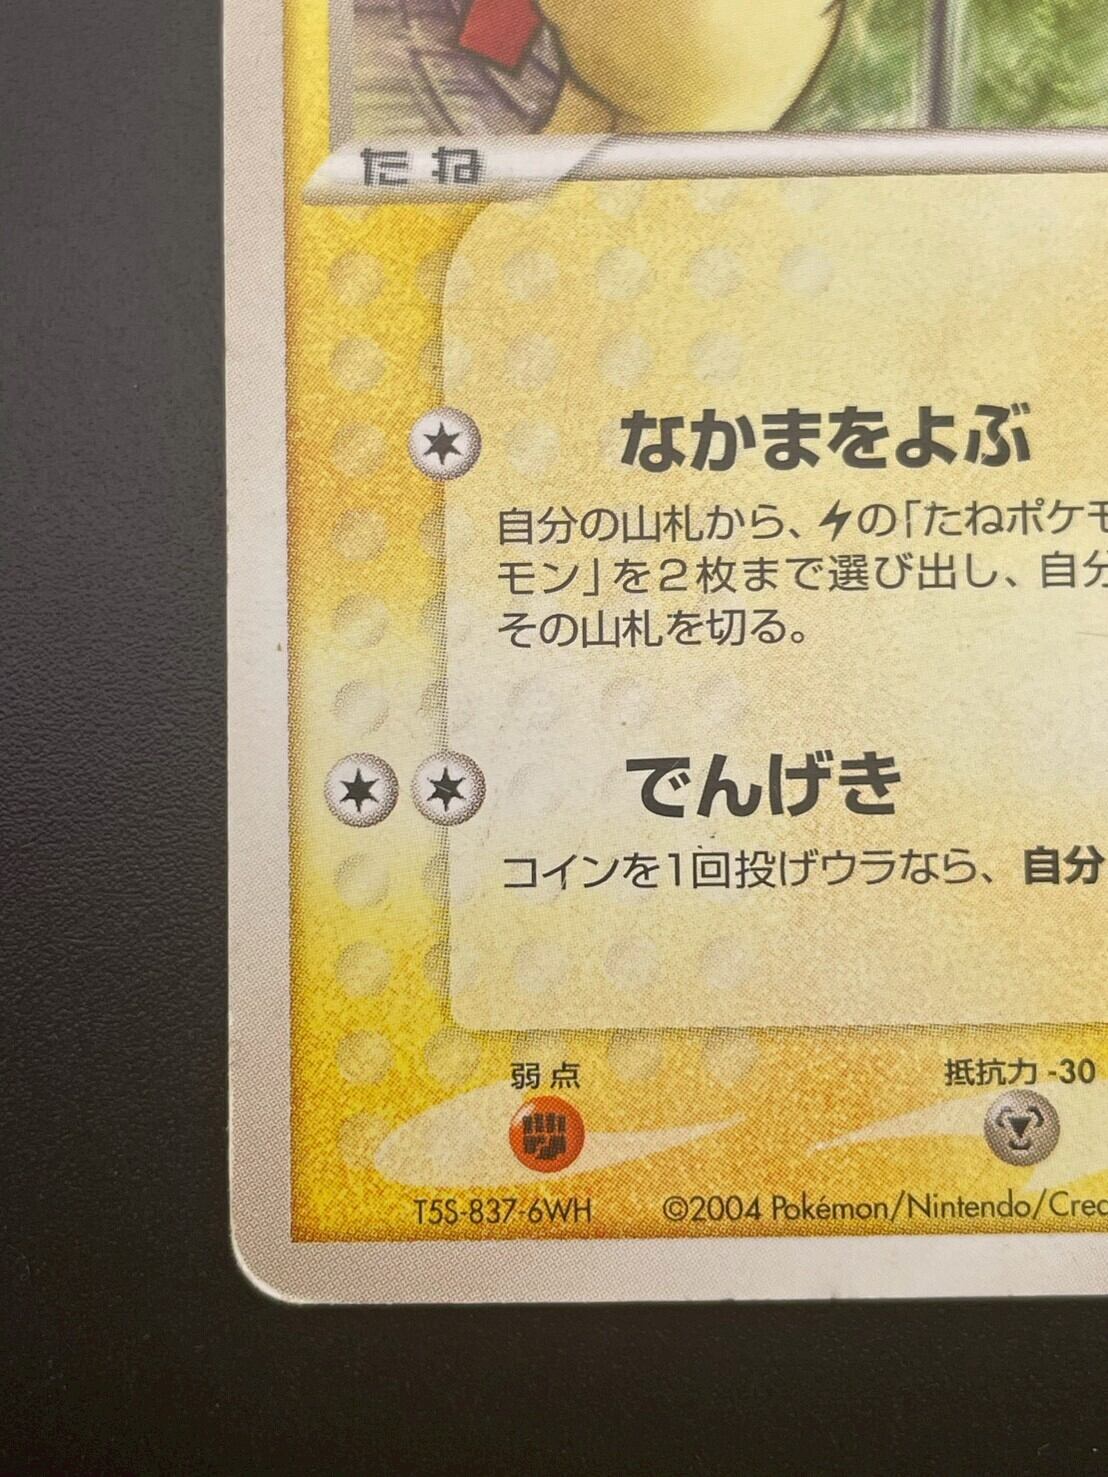 たね
なかまをよぶ
自分の山札から、の「たねポケモ
モン」を2枚まで選び出し、自分
その山札を切る。
でんげき
コインを1回投げウラなら、自分
弱点
抵抗力 -30
T5S-837-6WH
©2004 Pokémon/Nintendo/Crea